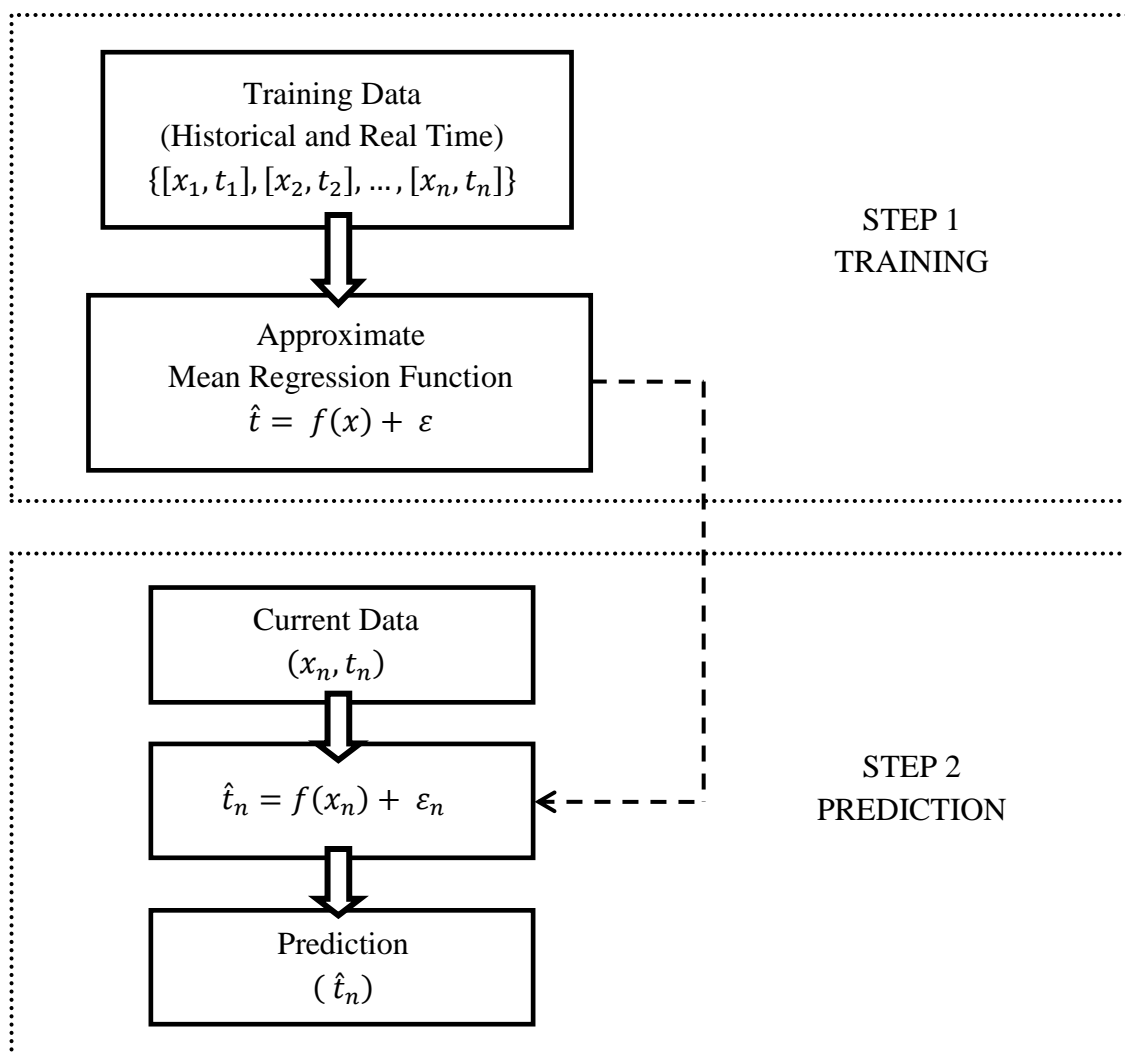 Training Data
(Historical and Real Time)
{[x₁, t₁], [x₂, t₂], … , [xₙ, tₙ]}
STEP 1
TRAINING
Approximate
Mean Regression Function
t̂ = f(x) + ε
Current Data
(xₙ, tₙ)
t̂ₙ = f(xₙ) + εₙ
STEP 2
PREDICTION
Prediction
( t̂ₙ)